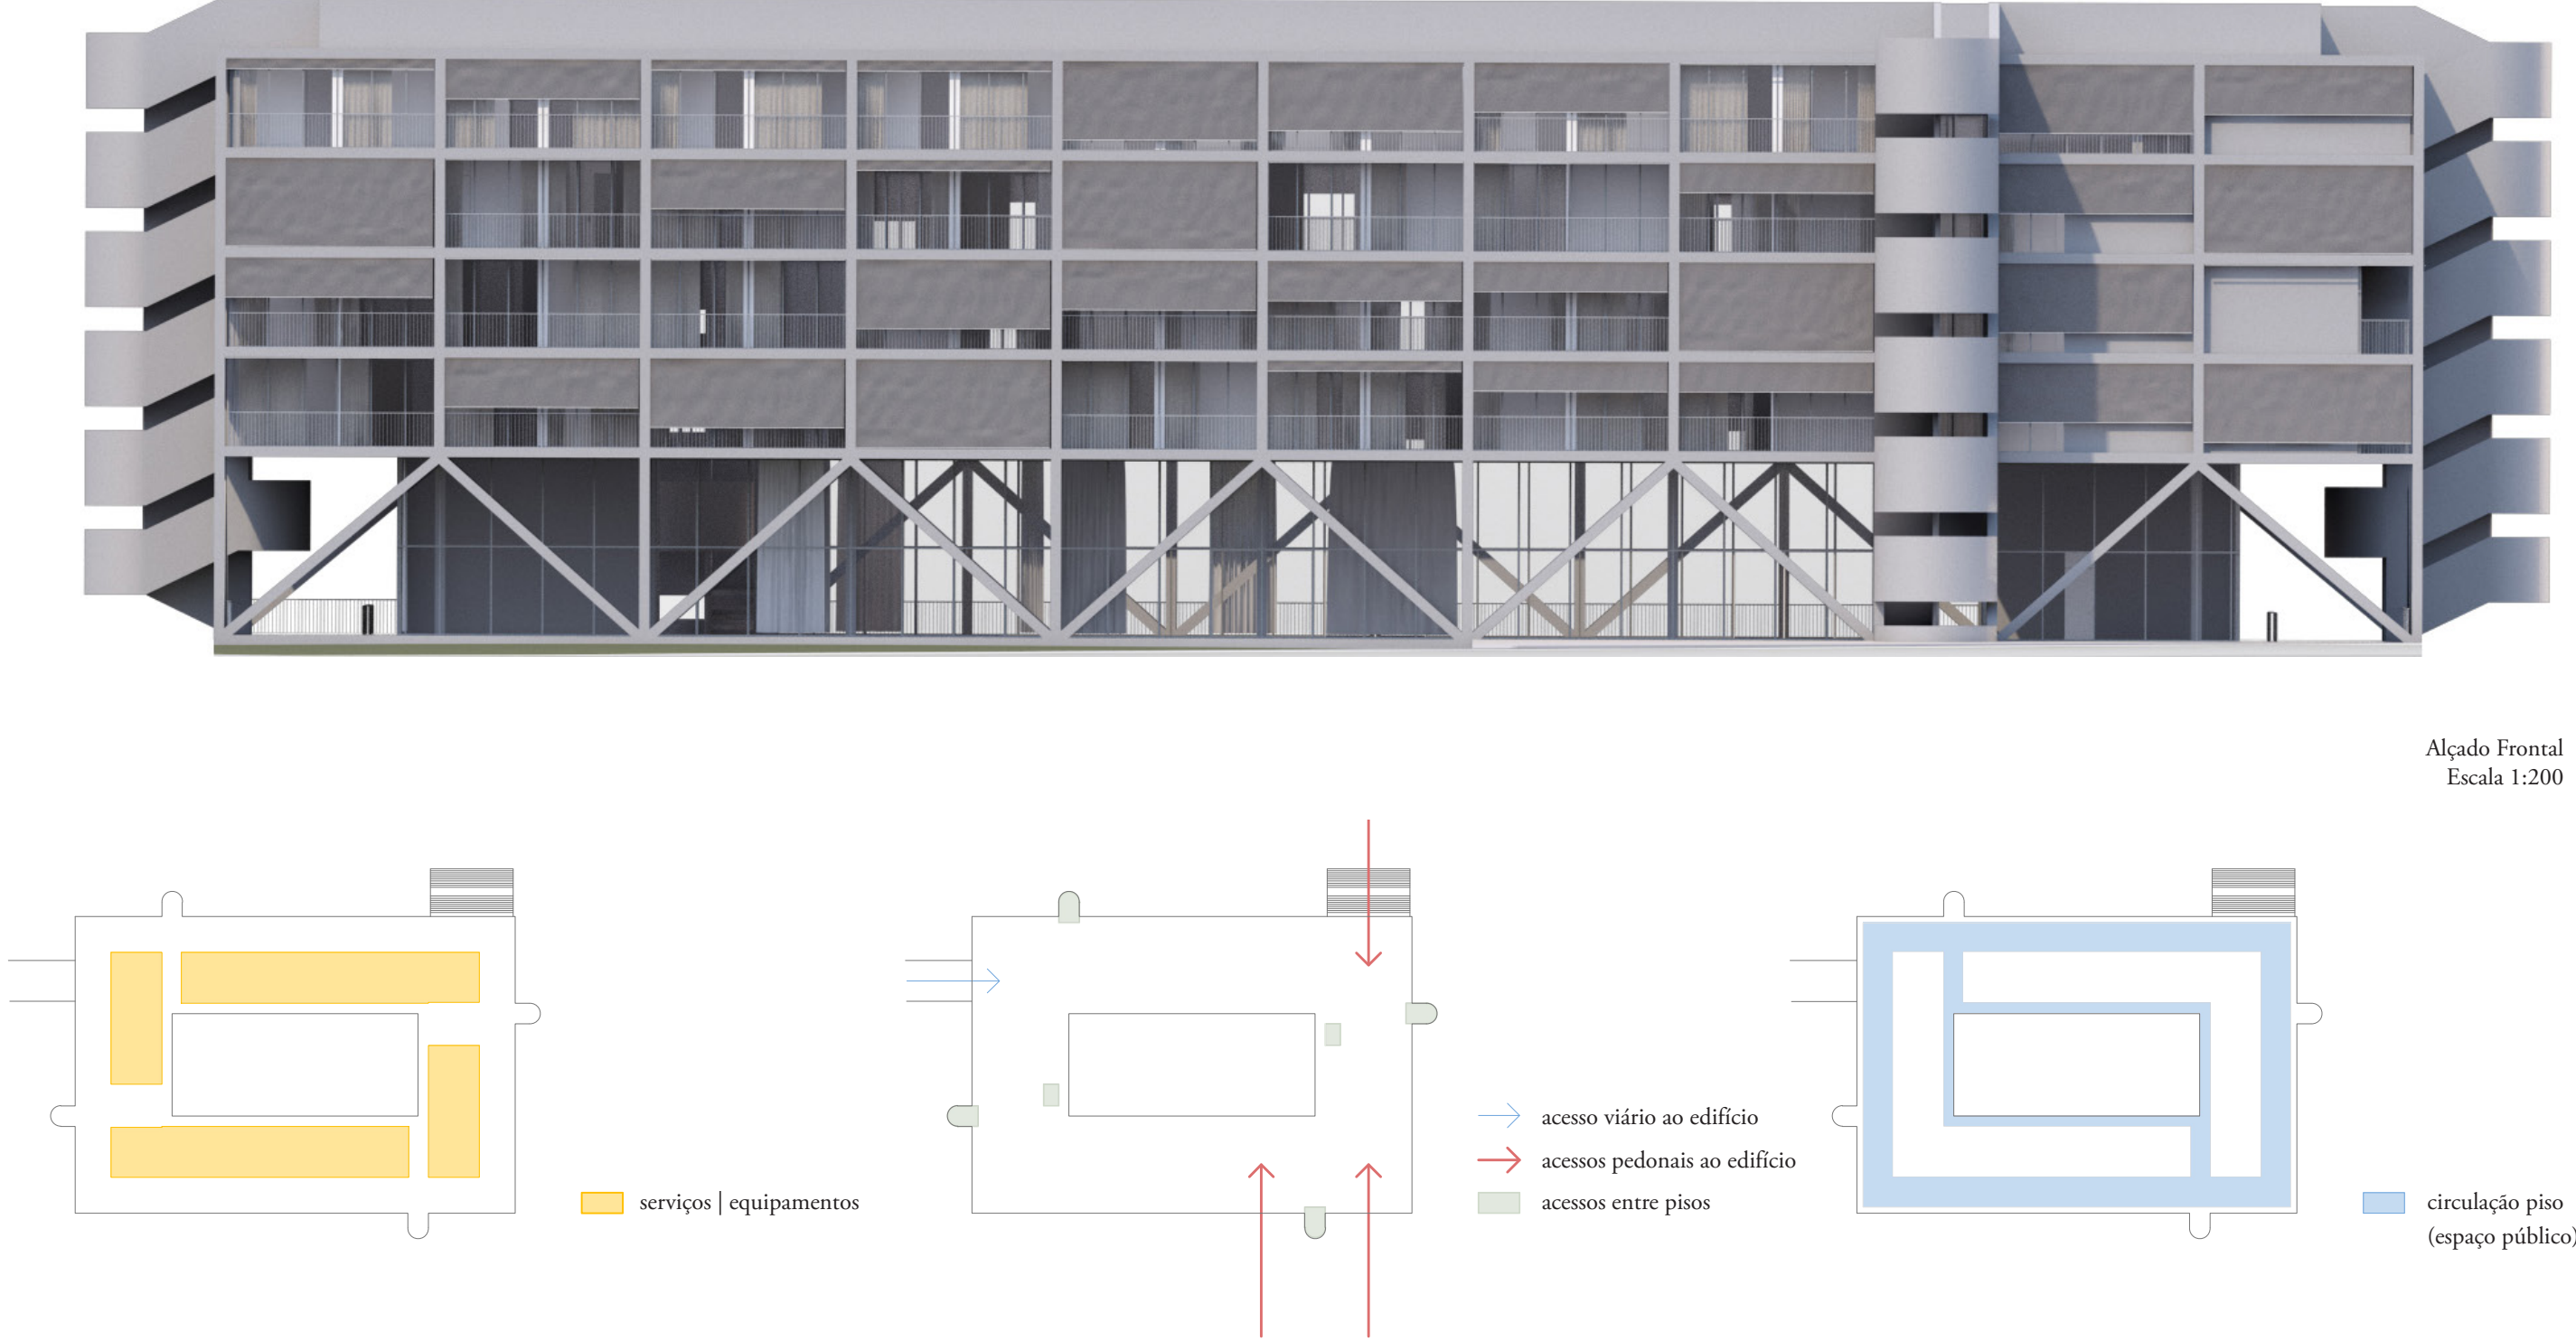 Alçado Frontal
Escala 1:200
serviços | equipamentos
acesso viário ao edifício
acessos pedonais ao edifício
acessos entre pisos
circulação piso
(espaço público)